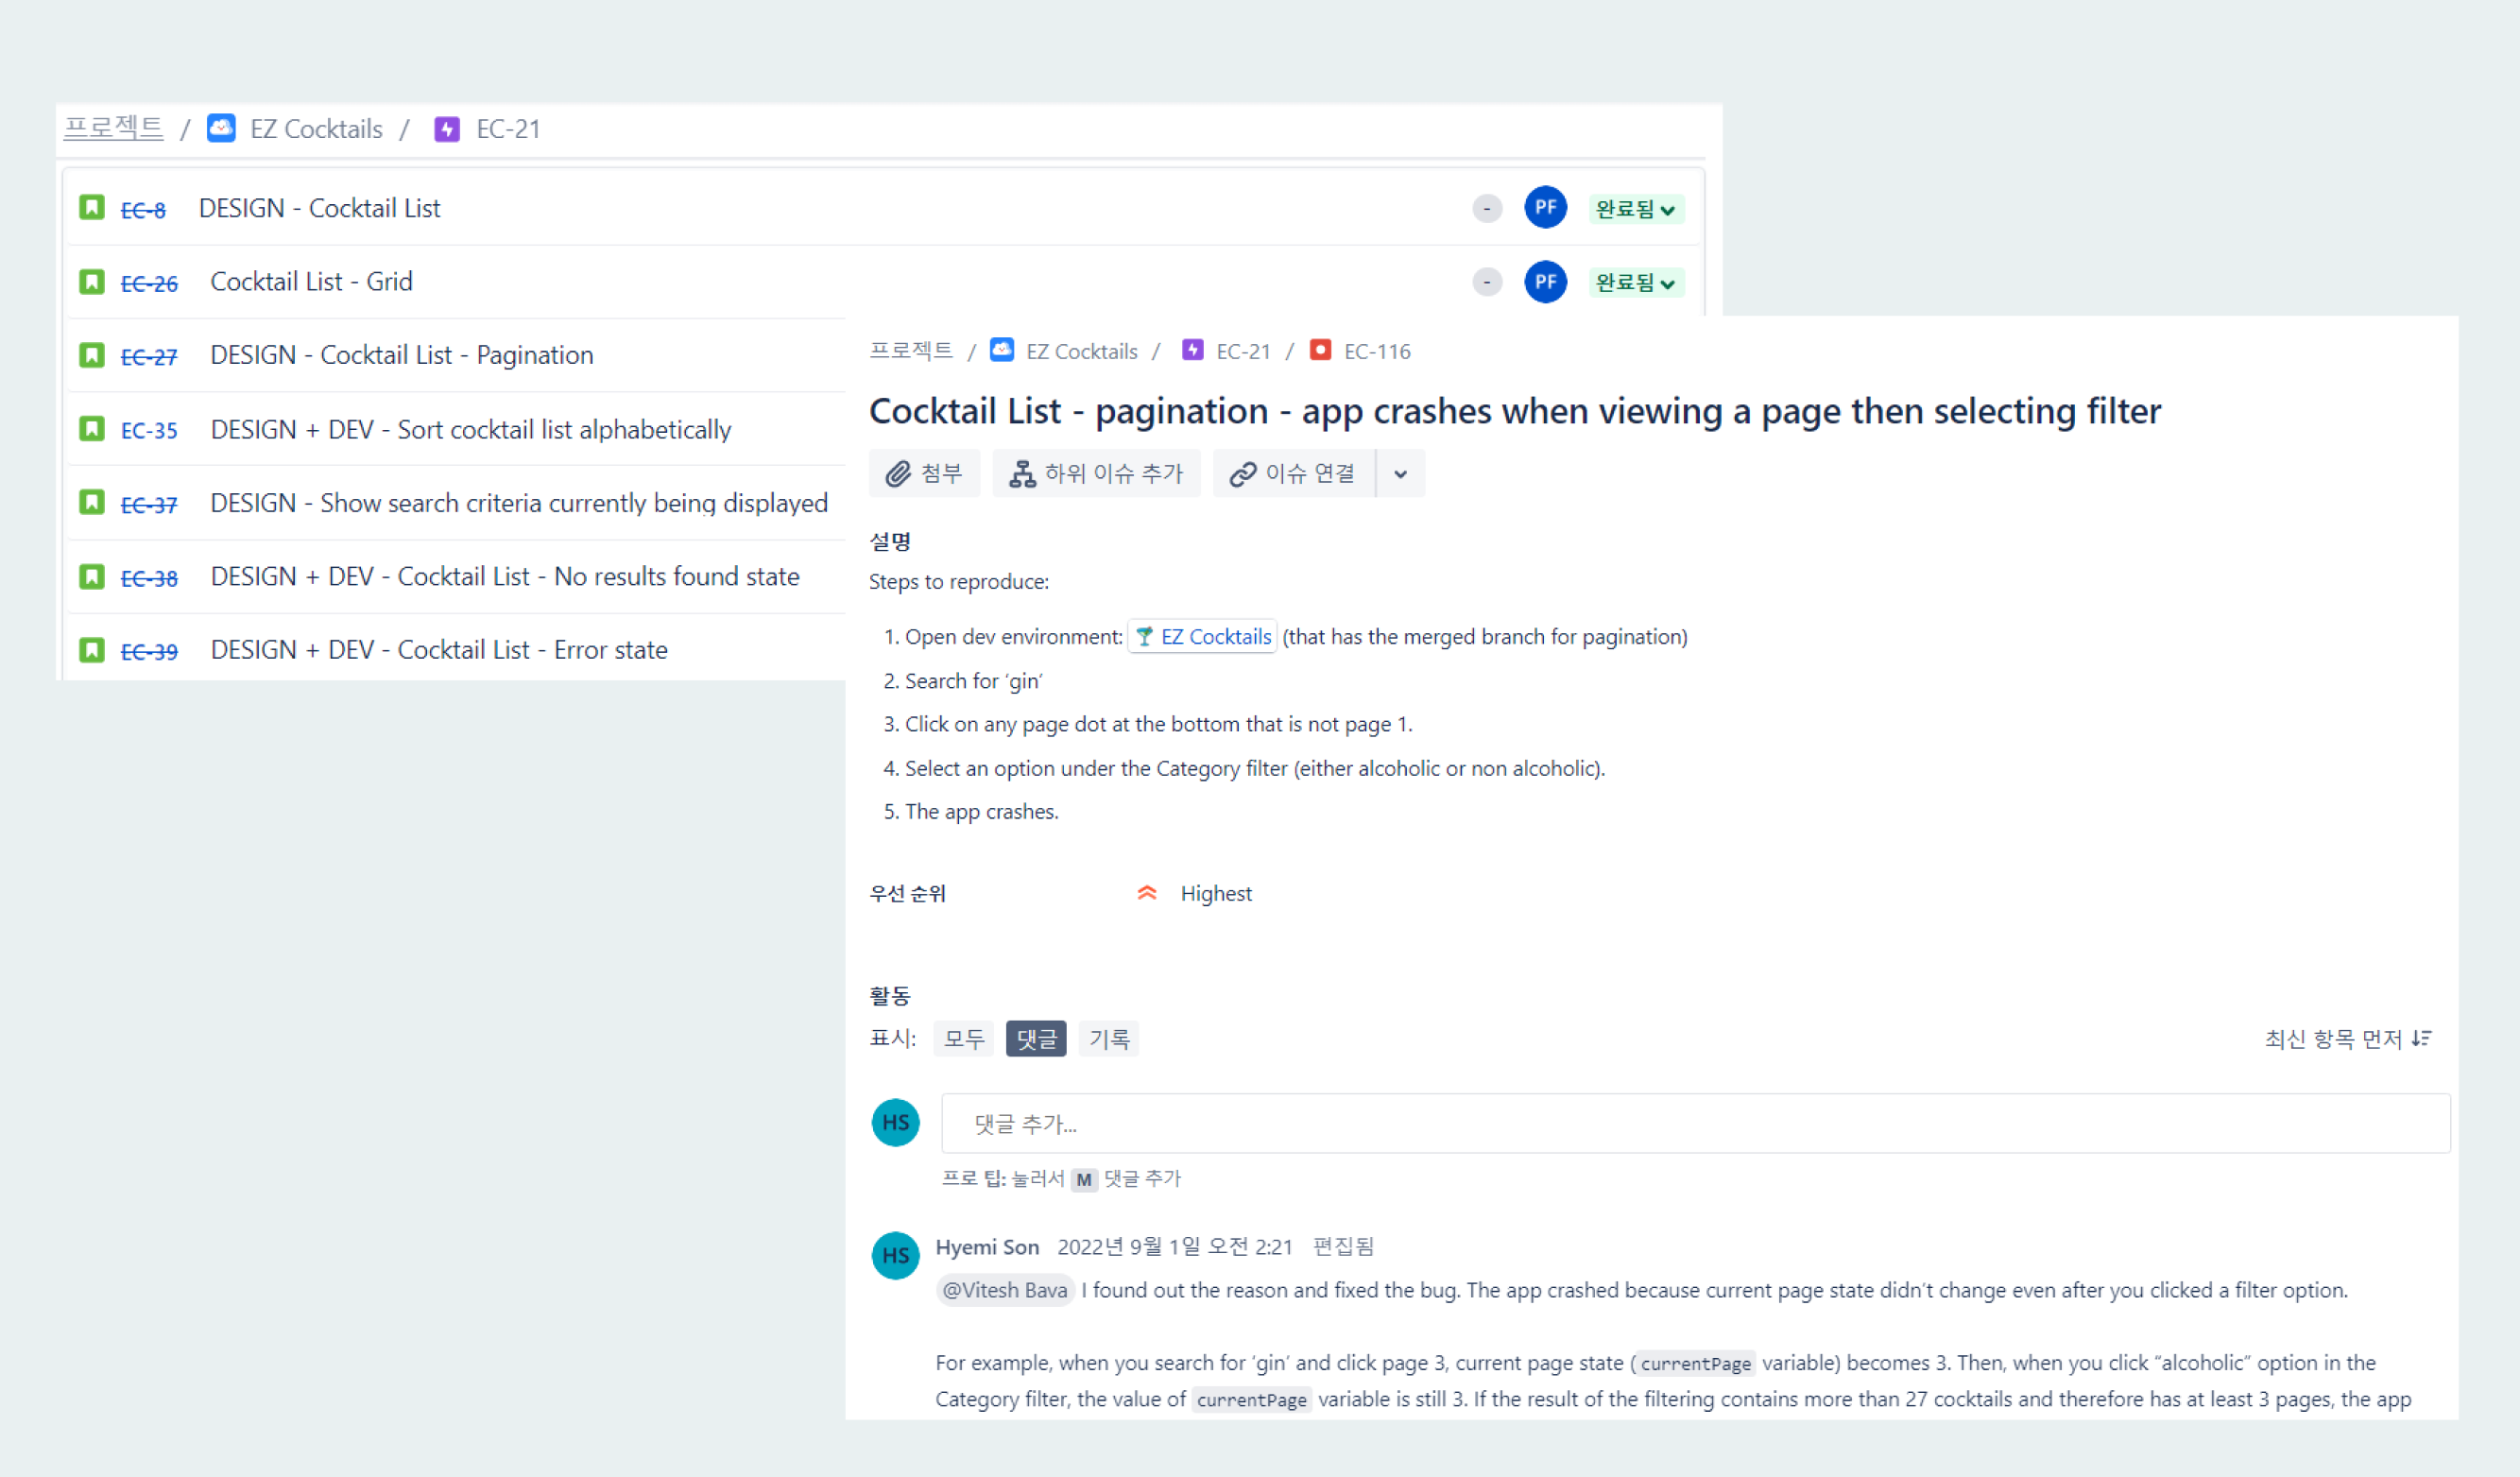 프로젝트 / EZ Cocktails / EC-21
EC-8 DESIGN - Cocktail List - PF 완료됨
EC-26 Cocktail List - Grid - PF 완료됨
EC-27 DESIGN - Cocktail List - Pagination
EC-35 DESIGN + DEV - Sort cocktail list alphabetically
EC-37 DESIGN - Show search criteria currently being displayed
EC-38 DESIGN + DEV - Cocktail List - No results found state
EC-39 DESIGN + DEV - Cocktail List - Error state
프로젝트 / EZ Cocktails / EC-21 / EC-116
Cocktail List - pagination - app crashes when viewing a page then selecting filter
첨부 하위 이슈 추가 이슈 연결
설명
Steps to reproduce:
1. Open dev environment: EZ Cocktails (that has the merged branch for pagination)
2. Search for ‘gin’
3. Click on any page dot at the bottom that is not page 1.
4. Select an option under the Category filter (either alcoholic or non alcoholic).
5. The app crashes.
우선 순위 Highest
활동
표시: 모두 댓글 기록 최신 항목 먼저
HS 댓글 추가...
프로 팁: 눌러서 M 댓글 추가
HS Hyemi Son 2022년 9월 1일 오전 2:21 편집됨
@Vitesh Bava I found out the reason and fixed the bug. The app crashed because current page state didn’t change even after you clicked a filter option.
For example, when you search for ‘gin’ and click page 3, current page state ( currentPage variable) becomes 3. Then, when you click “alcoholic” option in the
Category filter, the value of currentPage variable is still 3. If the result of the filtering contains more than 27 cocktails and therefore has at least 3 pages, the app